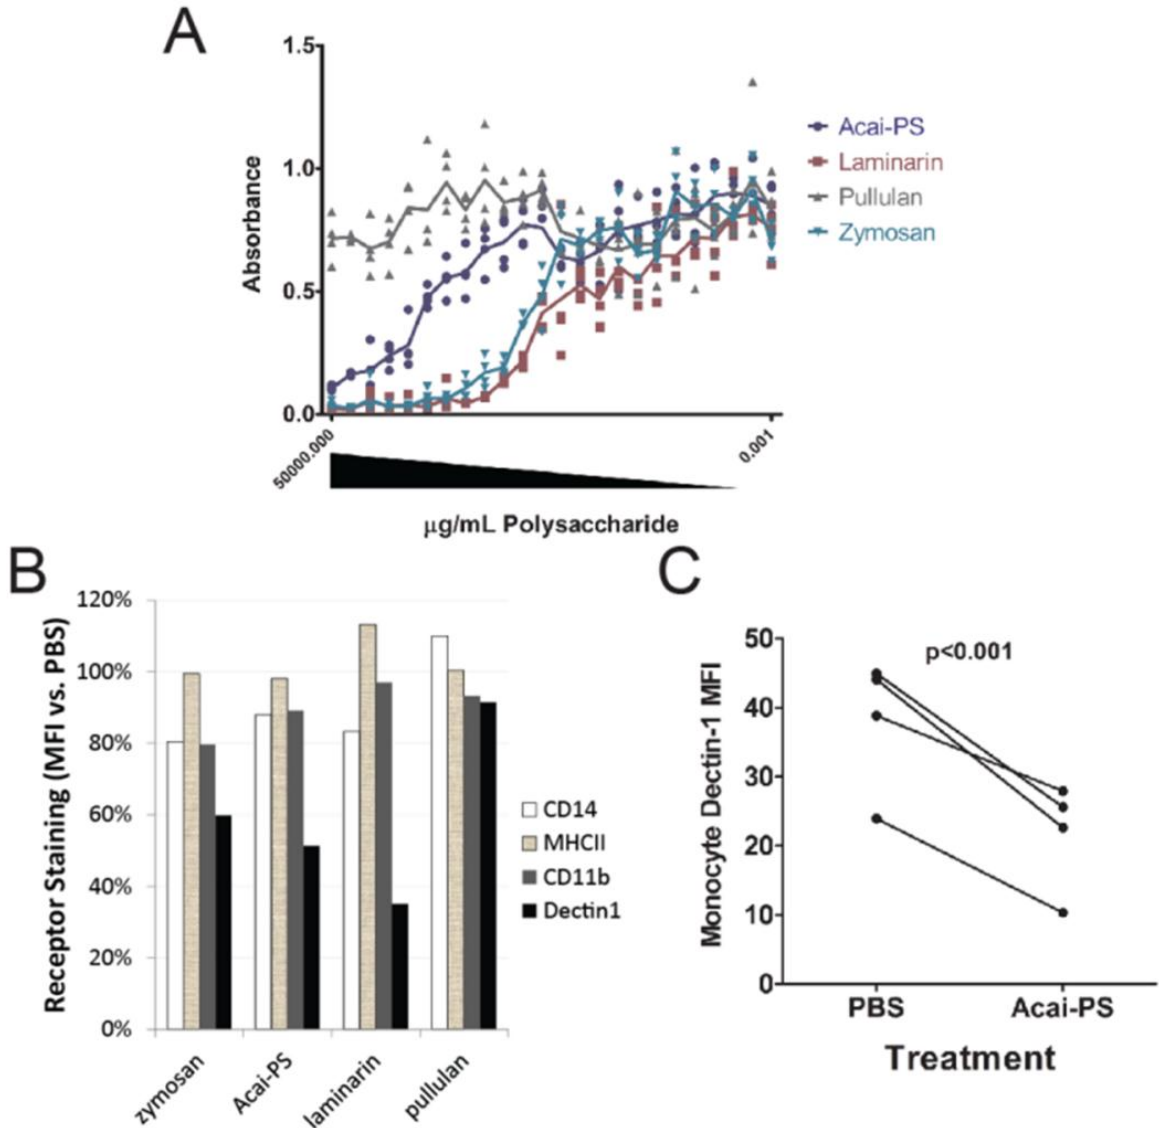 A
1.5
1.0
0.5
0.0
Absorbance
50000.000
0.001
μg/mL Polysaccharide
Acai-PS
Laminarin
Pullulan
Zymosan
B
120%
100%
80%
60%
40%
20%
0%
Receptor Staining (MFI vs. PBS)
zymosan
Acai-PS
laminarin
pullulan
CD14
MHCII
CD11b
Dectin1
C
50
40
30
20
10
0
Monocyte Dectin-1 MFI
p<0.001
PBS
Acai-PS
Treatment